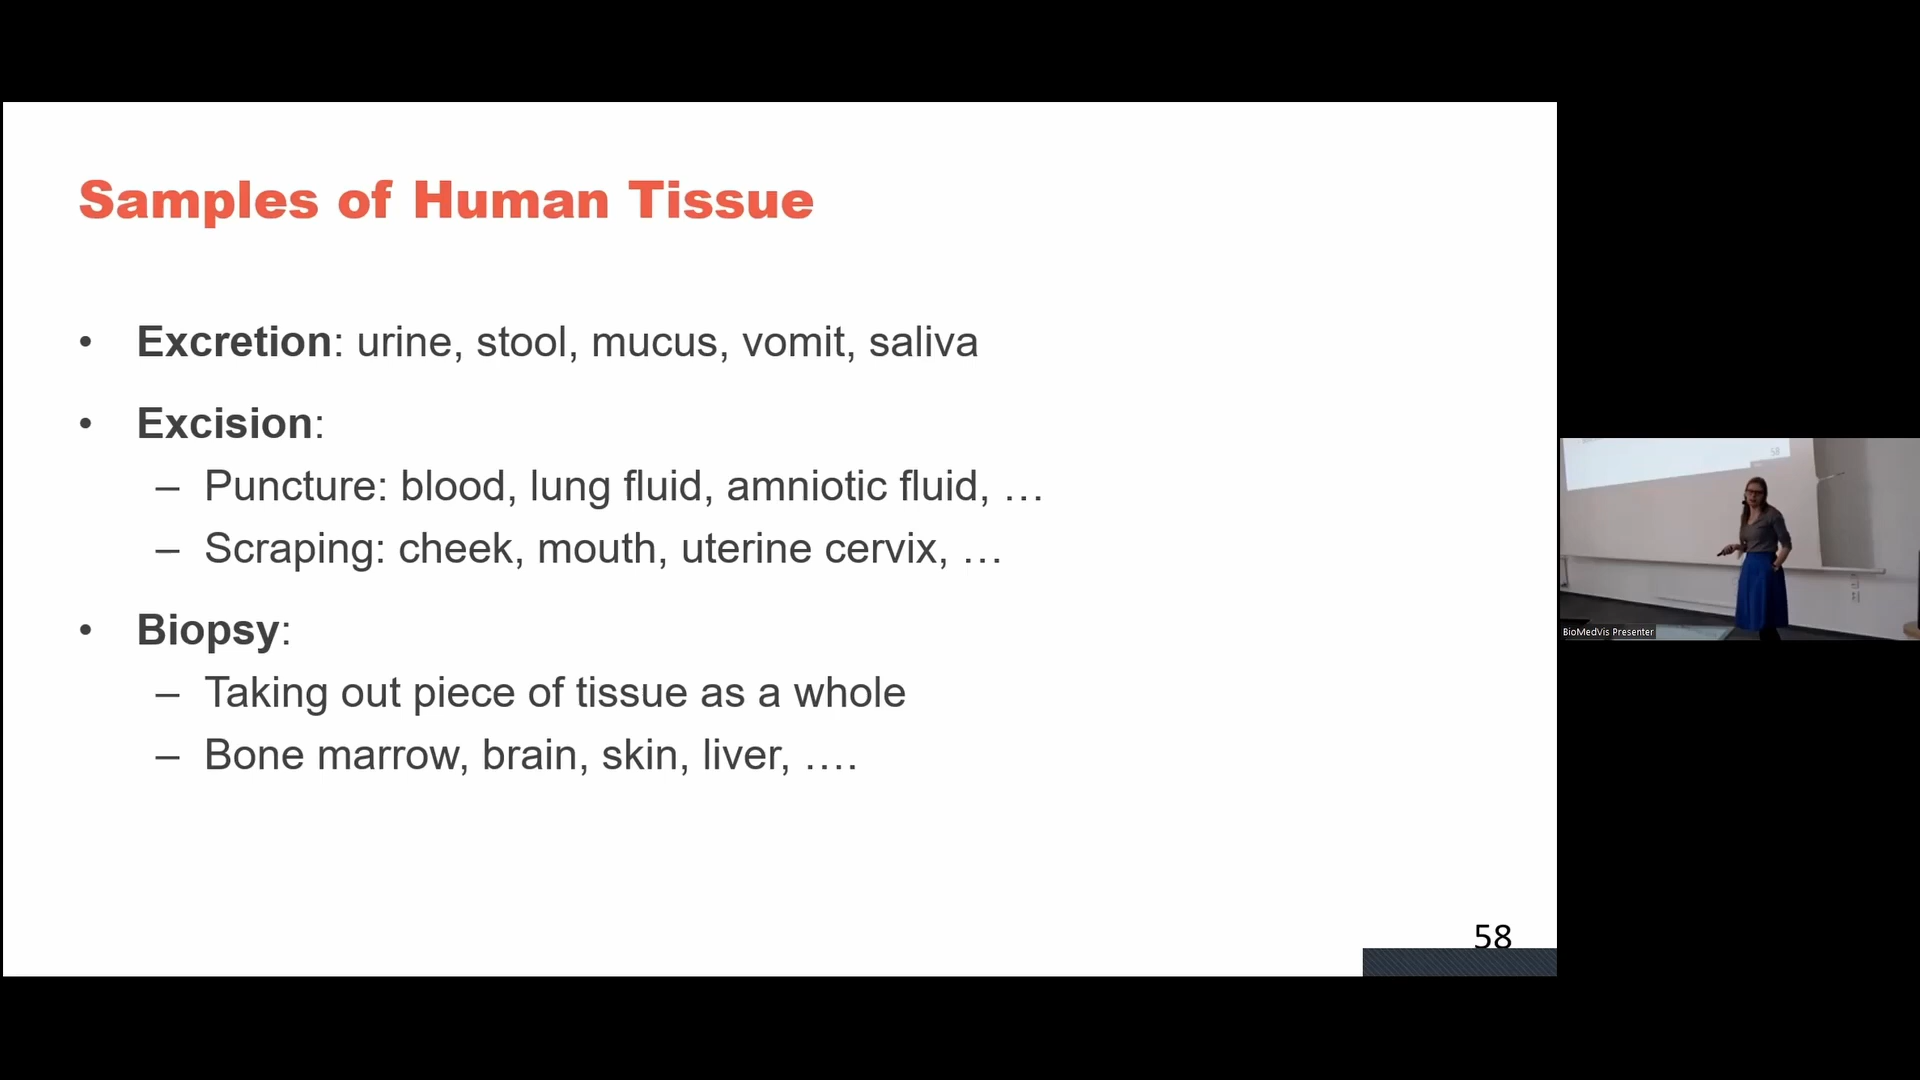 Samples of Human Tissue
• Excretion: urine, stool, mucus, vomit, saliva
• Excision:
– Puncture: blood, lung fluid, amniotic fluid, …
– Scraping: cheek, mouth, uterine cervix, …
• Biopsy:
– Taking out piece of tissue as a whole
– Bone marrow, brain, skin, liver, ….
58
58
BioMedVis Presenter